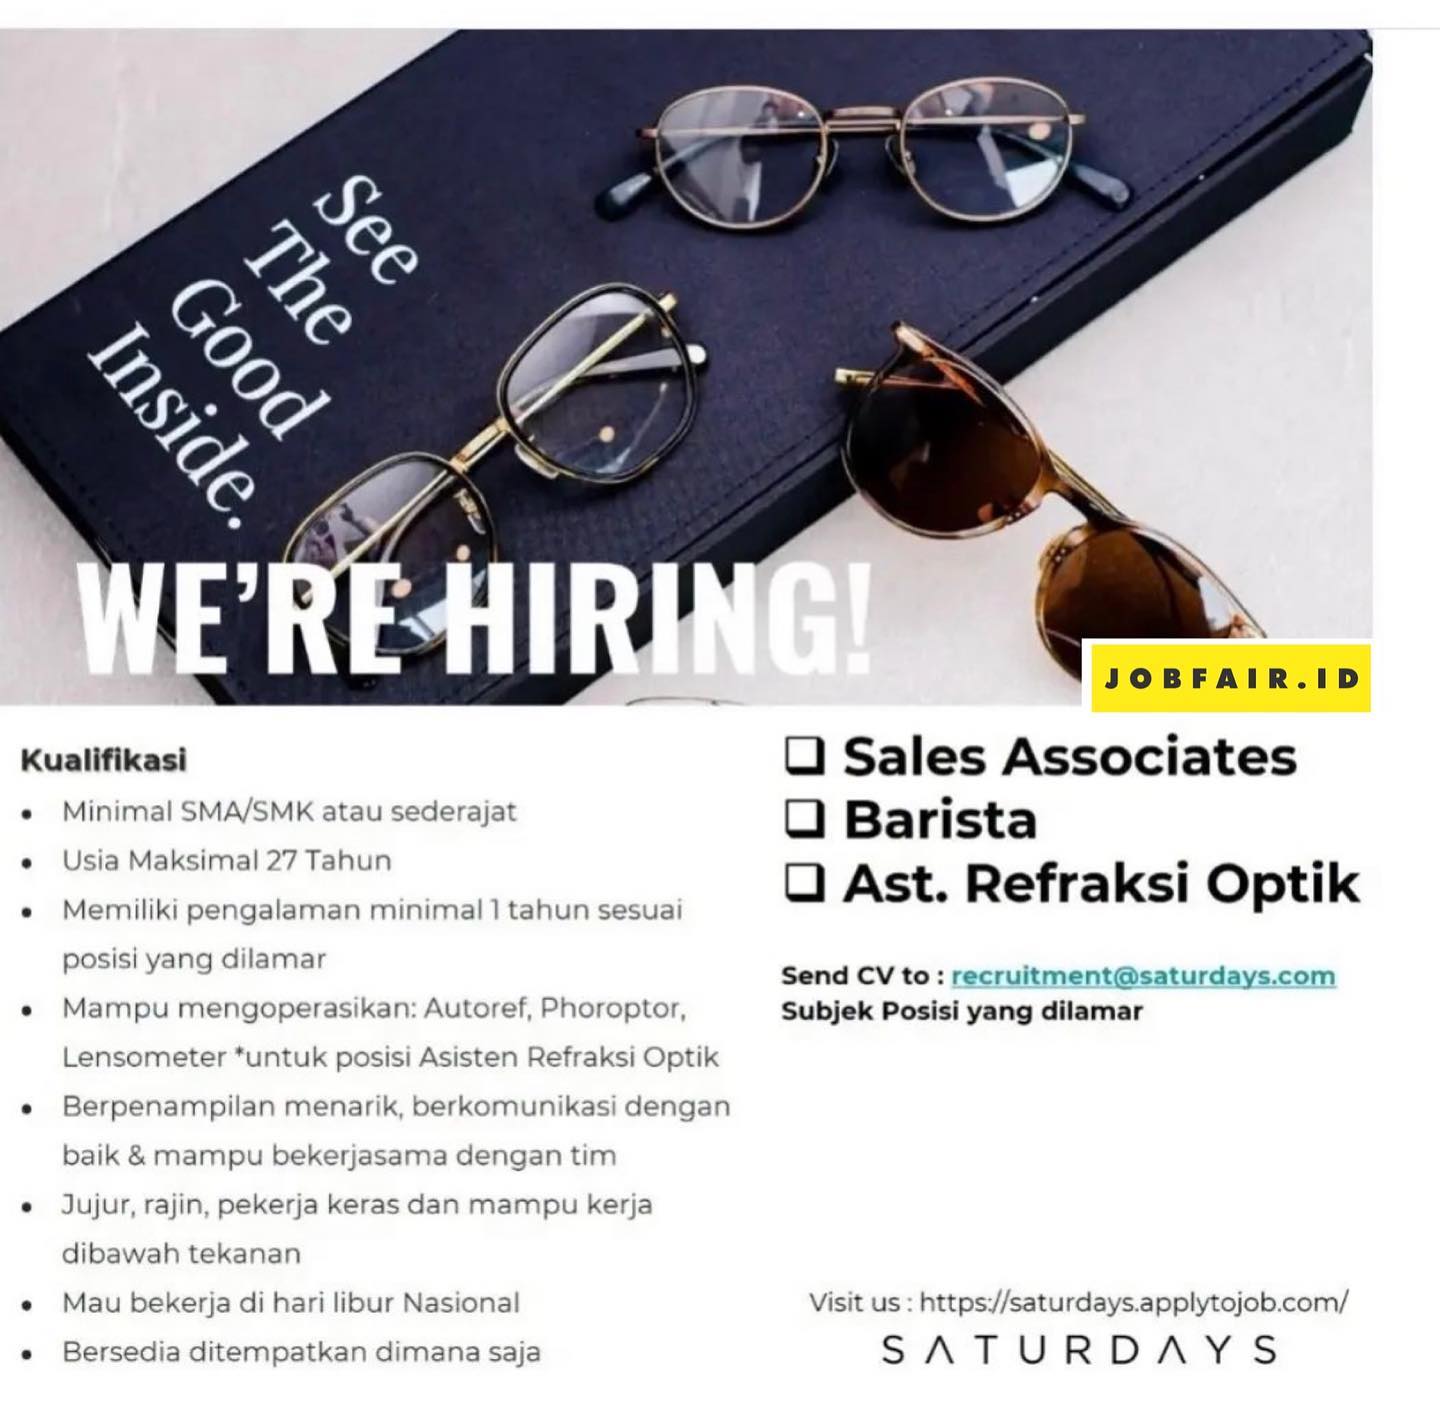 See
The
Good
Inside.
WE'RE HIRING!
JOBFAIR.ID
Kualifikasi
• Minimal SMA/SMK atau sederajat
• Usia Maksimal 27 Tahun
• Memiliki pengalaman minimal 1 tahun sesuai
posisi yang dilamar
• Mampu mengoperasikan: Autoref, Phoroptor,
Lensometer *untuk posisi Asisten Refraksi Optik
• Berpenampilan menarik, berkomunikasi dengan
baik & mampu bekerjasama dengan tim
• Jujur, rajin, pekerja keras dan mampu kerja
dibawah tekanan
• Mau bekerja di hari libur Nasional
• Bersedia ditempatkan dimana saja
❑ Sales Associates
❑ Barista
❑ Ast. Refraksi Optik
Send CV to : recruitment@saturdays.com
Subjek Posisi yang dilamar
Visit us : https://saturdays.applytojob.com/
SATURDAYS